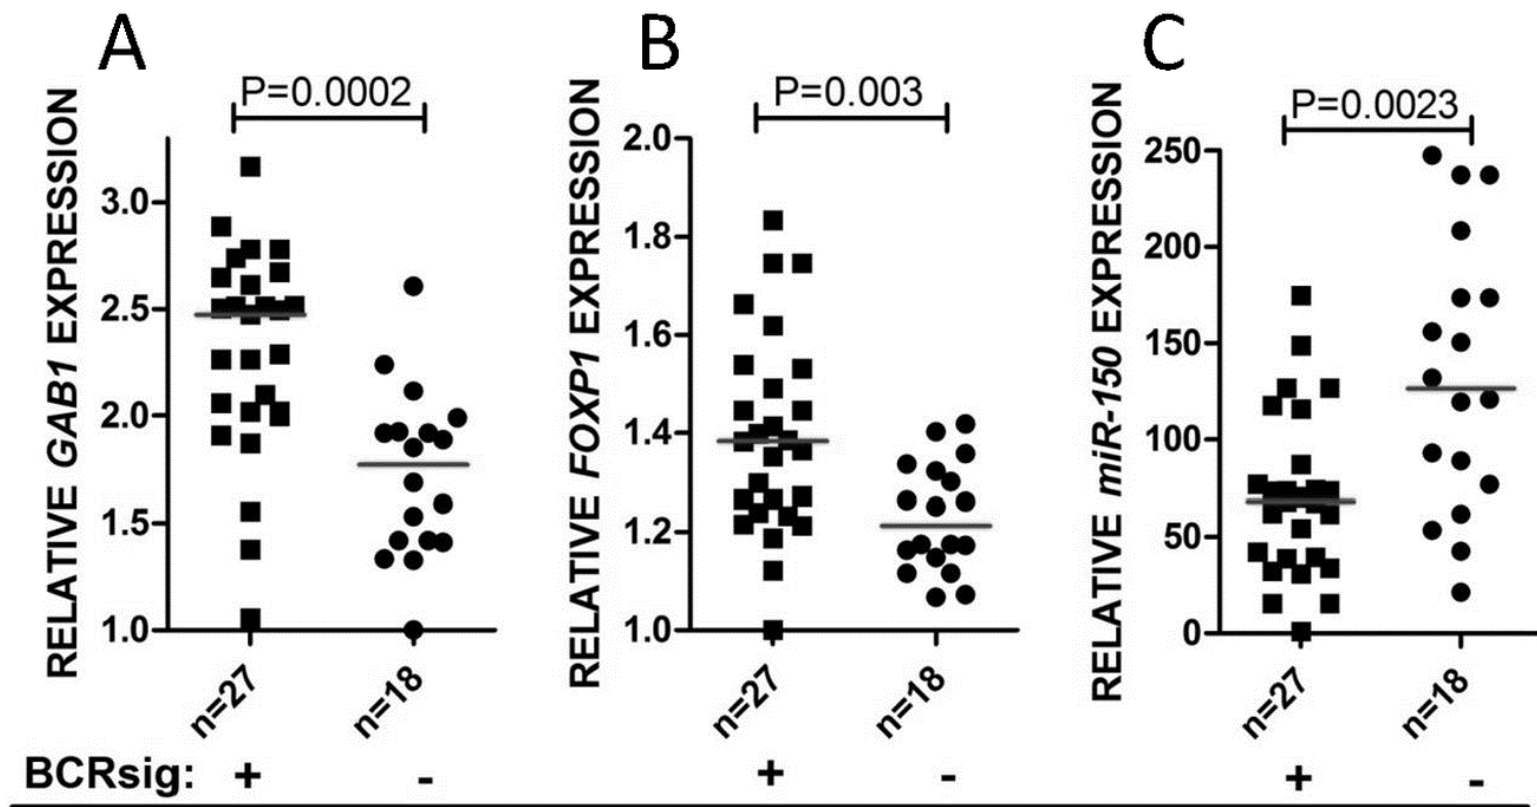 A
B
C
P=0.0002
P=0.003
P=0.0023
RELATIVE GAB1 EXPRESSION
3.0
2.5
2.0
1.5
1.0
n=27
n=18
RELATIVE FOXP1 EXPRESSION
2.0
1.8
1.6
1.4
1.2
1.0
n=27
n=18
RELATIVE miR-150 EXPRESSION
250
200
150
100
50
0
n=27
n=18
BCRsig: + - + - + -